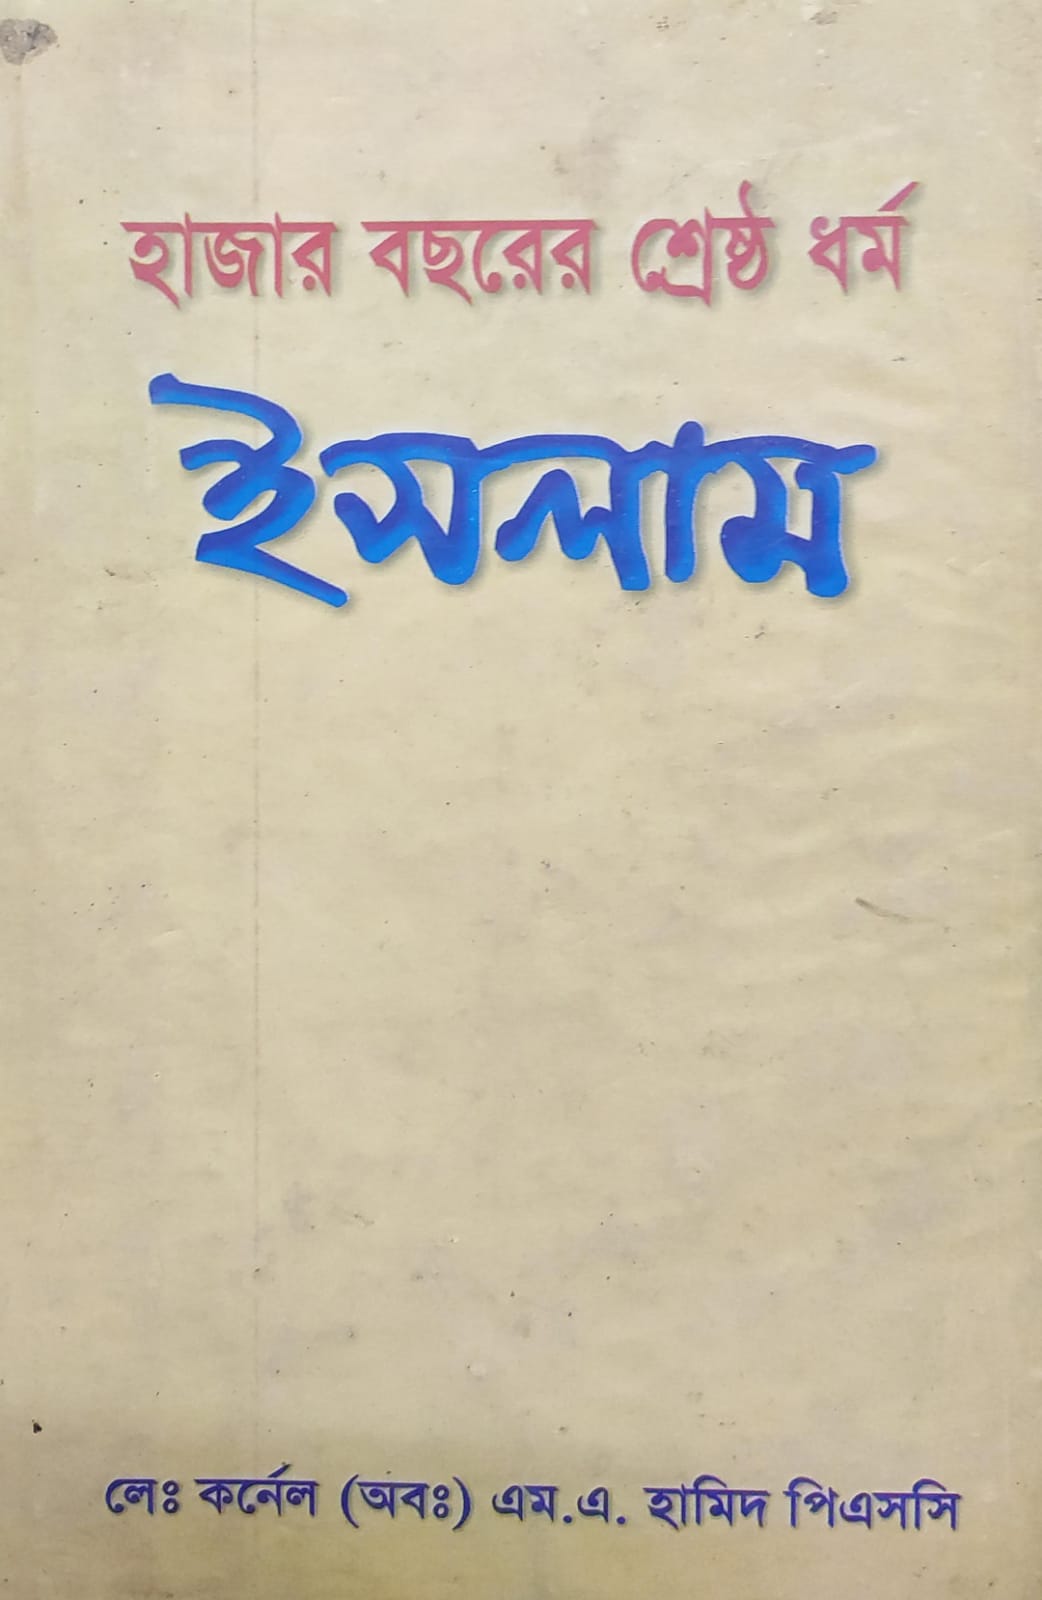 হাজার বছরের শ্রেষ্ঠ ধর্ম
ইসলাম
লেঃ কর্নেল (অবঃ) এম.এ. হামিদ পিএসসি